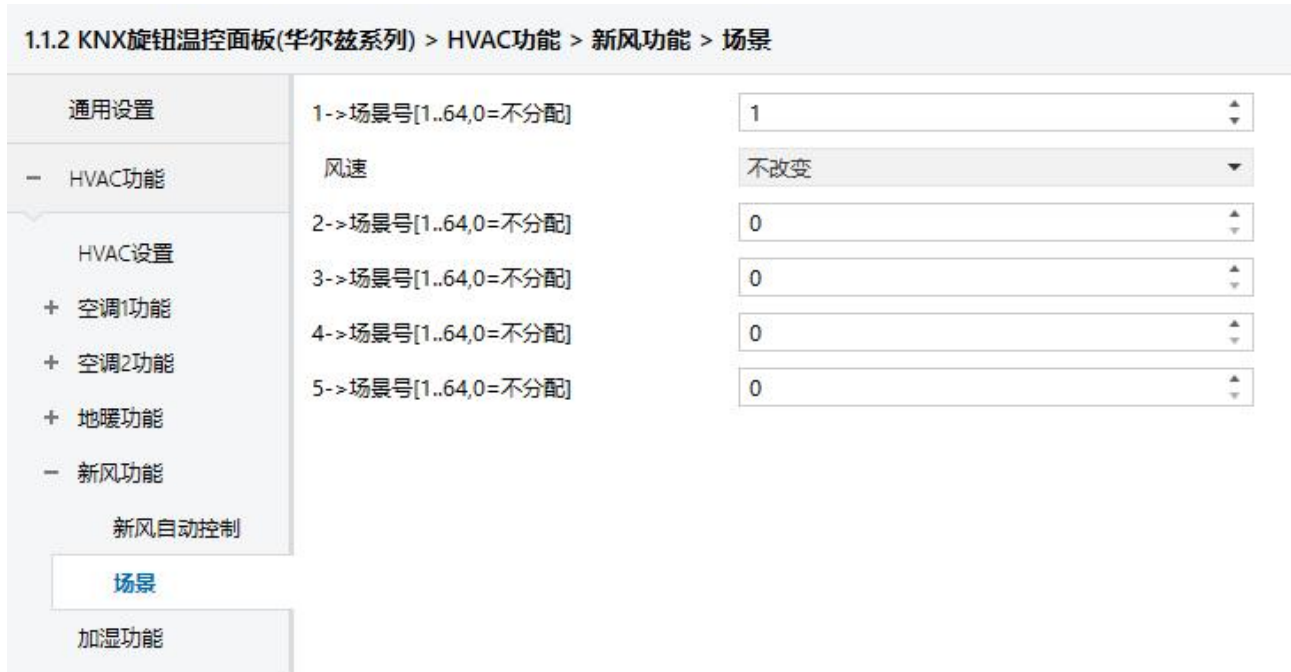 1.1.2 KNX旋钮温控面板(华尔兹系列) > HVAC功能 > 新风功能 > 场景
通用设置
1->场景号[1..64,0=不分配] 1
风速 不改变
HVAC功能
2->场景号[1..64,0=不分配] 0
HVAC设置
3->场景号[1..64,0=不分配] 0
空调1功能
4->场景号[1..64,0=不分配] 0
空调2功能
5->场景号[1..64,0=不分配] 0
地暖功能
新风功能
新风自动控制
场景
加湿功能